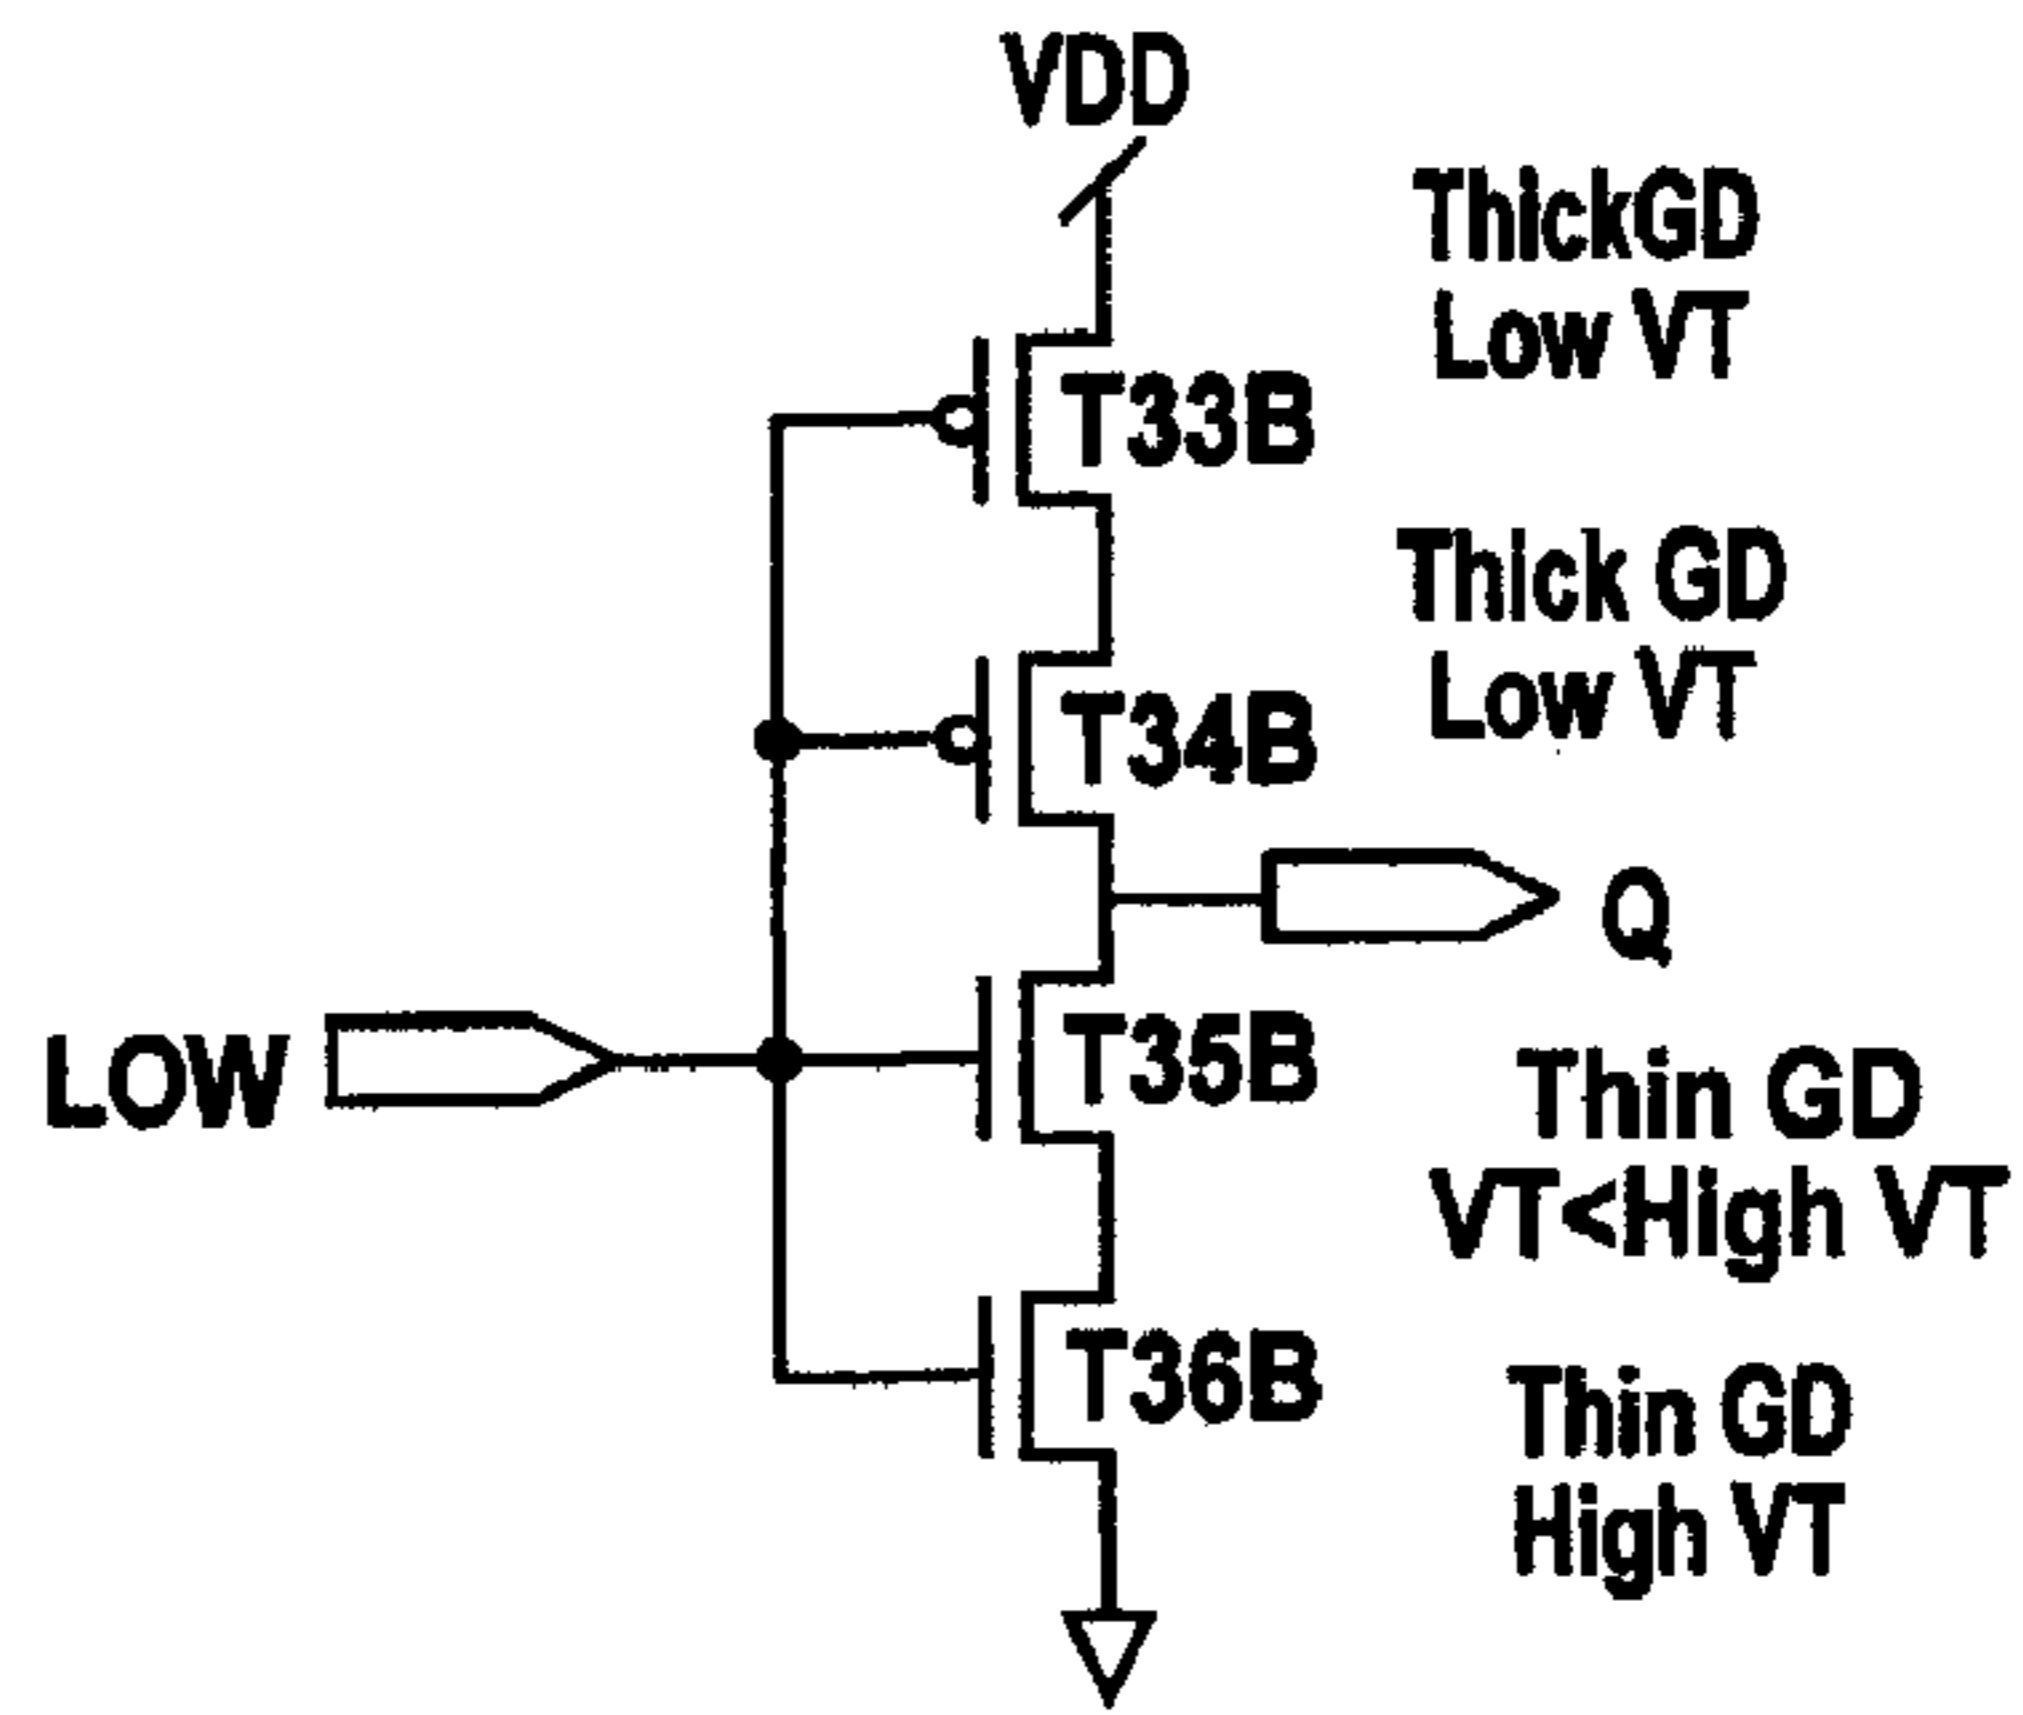 VDD
ThickGD
Low VT
T33B
Thick GD
Low VT
T34B
Q
LOW
T35B
Thin GD
VT<High VT
T36B
Thin GD
High VT